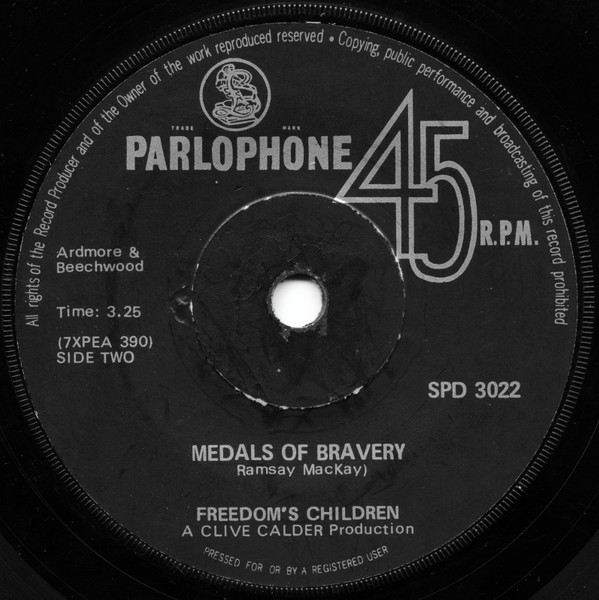 All rights of the Record Producer and of the Owner of the work reproduced reserved • Copying, public performance and broadcasting of this record prohibited
TRADE MARK
PARLOPHONE
45
R.P.M.
Ardmore &
Beechwood
Time: 3.25
(7XPEA 390)
SIDE TWO
SPD 3022
MEDALS OF BRAVERY
Ramsay MacKay)
FREEDOM'S CHILDREN
A CLIVE CALDER Production
PRESSED FOR OR BY A REGISTERED USER